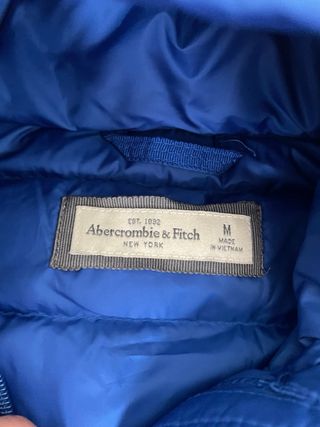 EST. 1892
Abercrombie & Fitch
NEW YORK
M
MADE
IN VIETNAM